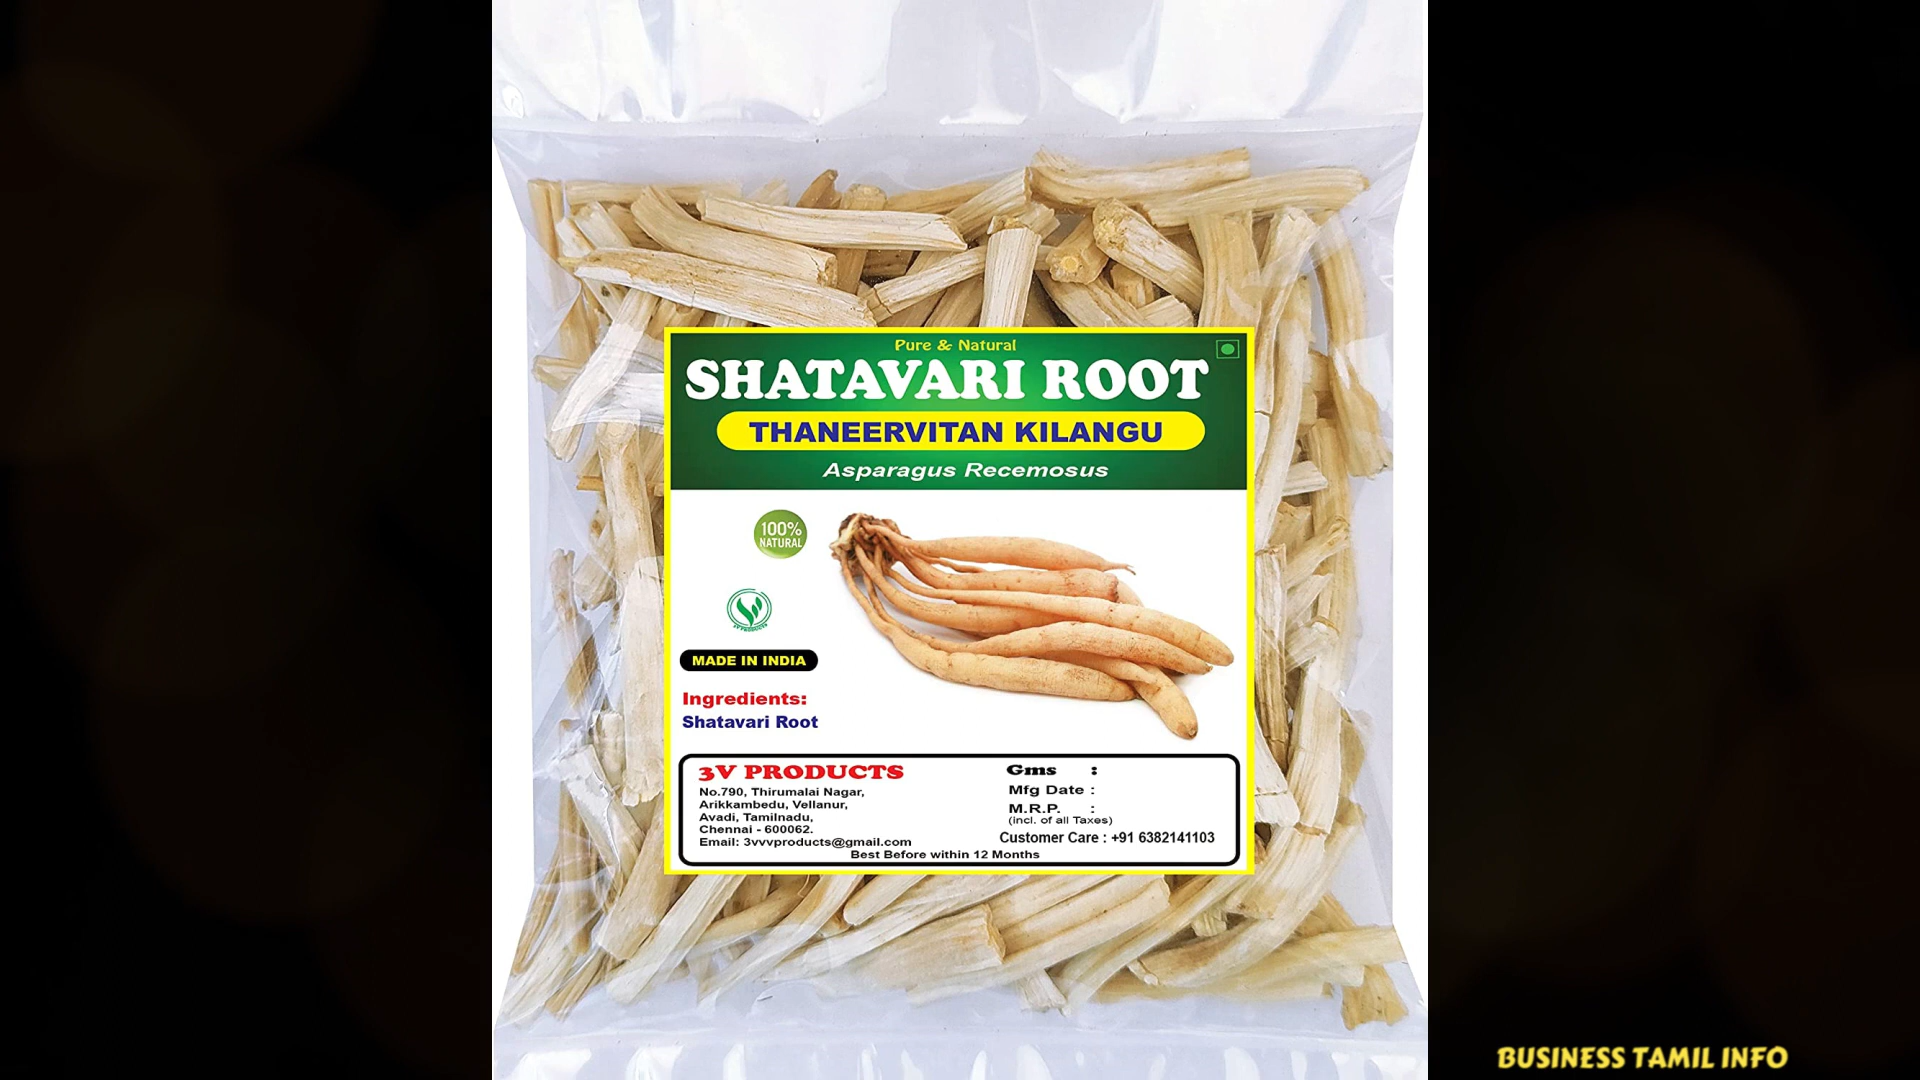 Pure & Natural
SHATAVARI ROOT
THANEERVITAN KILANGU
Asparagus Recemosus
100%
NATURAL
3V PRODUCTS
MADE IN INDIA
Ingredients:
Shatavari Root
3V PRODUCTS
No.790, Thirumalai Nagar,
Arikkambedu, Vellanur,
Avadi, Tamilnadu,
Chennai - 600062.
Email: 3vvvproducts@gmail.com
Gms :
Mfg Date :
M.R.P. :
(incl. of all Taxes)
Customer Care : +91 6382141103
Best Before within 12 Months
BUSINESS TAMIL INFO